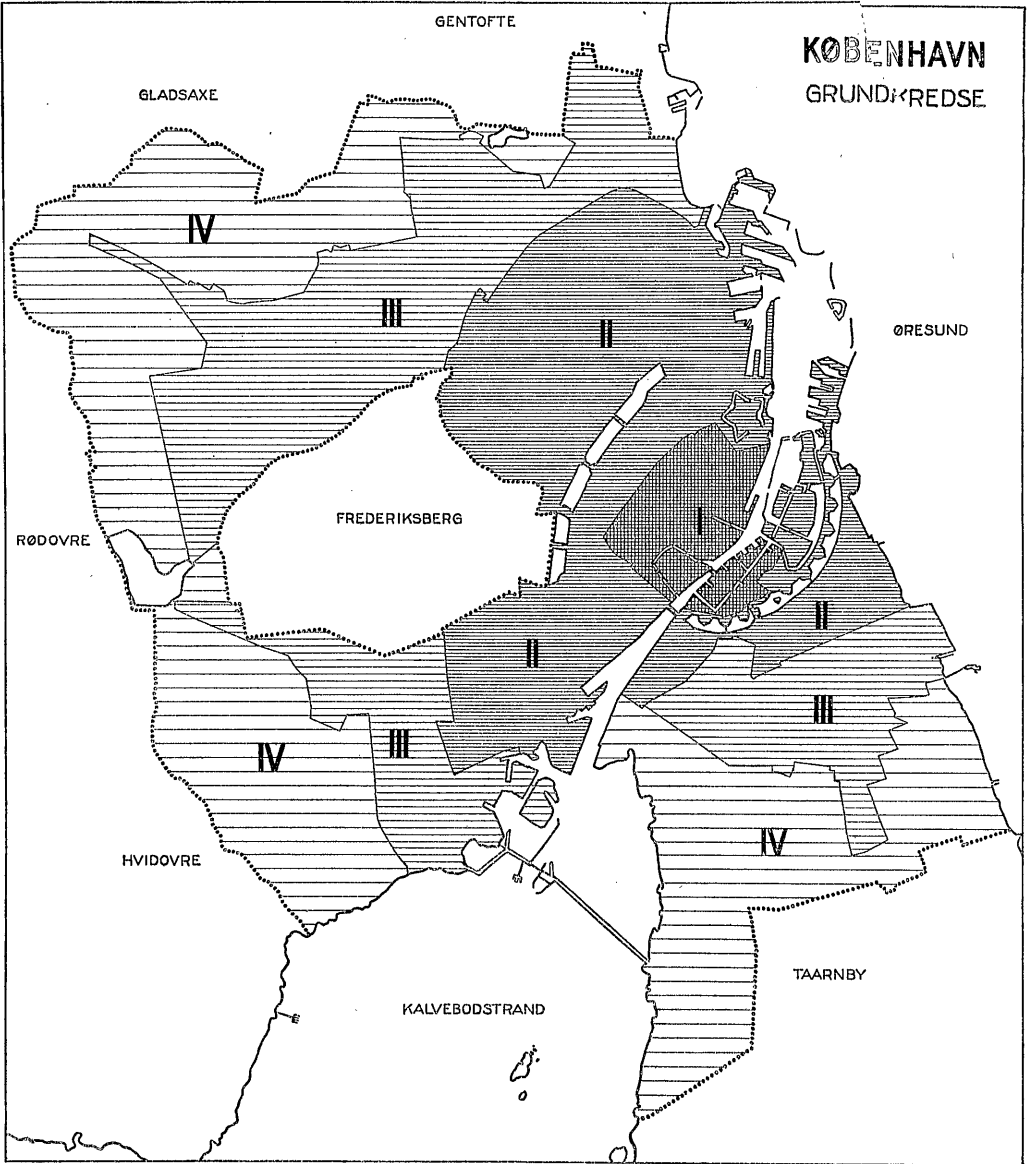 GENTOFTE
KØBENHAVN
GRUNDKREDSE
GLADSAXE
IV
III
II
ØRESUND
I
FREDERIKSBERG
RØDOVRE
II
II
III
III
IV
IV
HVIDOVRE
TAARNBY
KALVEBODSTRAND